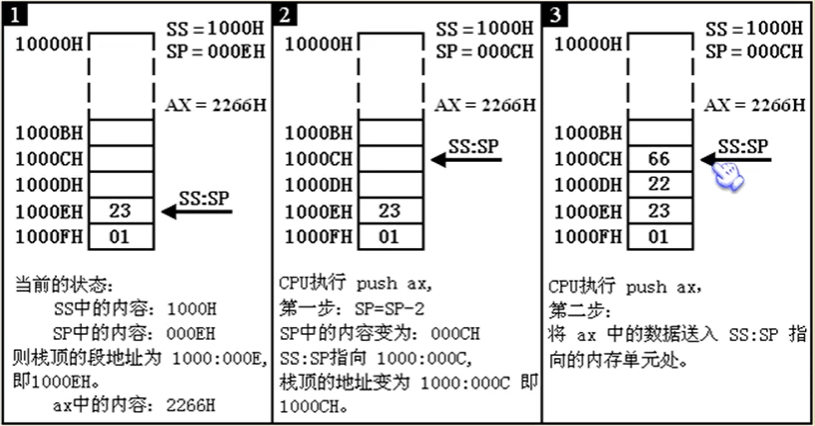 1
SS=1000H
SP=000EH
10000H
AX=2266H
1000BH
1000CH
1000DH
SS:SP
1000EH 23
1000FH 01
当前的状态:
SS中的内容: 1000H
SP中的内容: 000EH
则栈顶的段地址为 1000:000E,
即1000EH。
ax中的内容: 2266H
2
SS=1000H
SP=000CH
10000H
AX=2266H
1000BH
SS:SP
1000CH
1000DH
1000EH 23
1000FH 01
CPU执行 push ax,
第一步: SP=SP-2
SP中的内容变为: 000CH
SS:SP指向 1000:000C,
栈顶的地址变为 1000:000C 即
1000CH。
3
SS=1000H
SP=000CH
10000H
AX=2266H
1000BH
SS:SP
1000CH 66
1000DH 22
1000EH 23
1000FH 01
CPU执行 push ax,
第二步:
将 ax 中的数据送入 SS:SP 指
向的内存单元处。